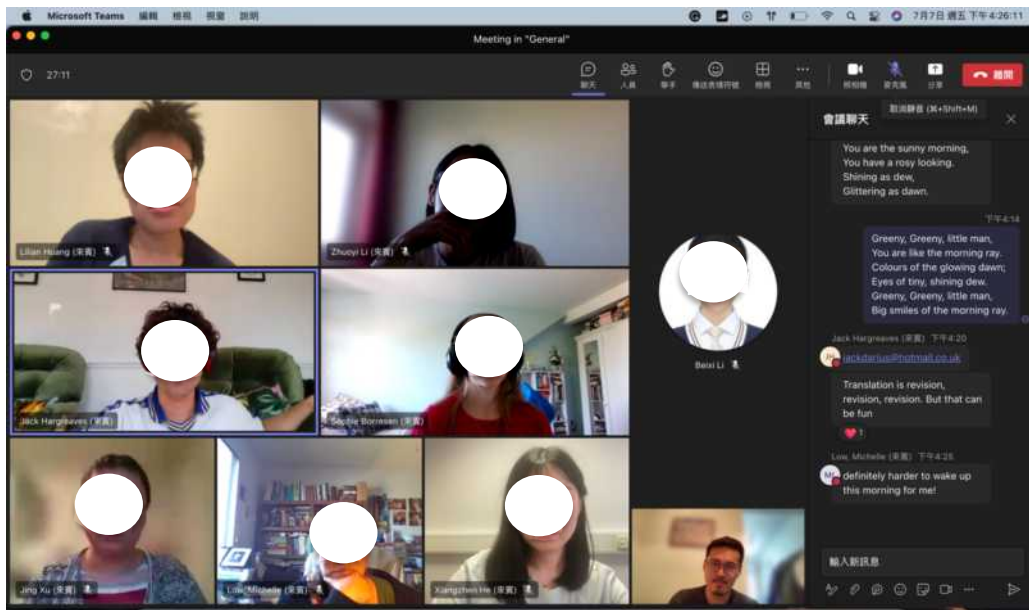 Microsoft Teams 編輯 檢視 視窗 說明
7月7日 週五 下午4:26:11
Meeting in "General"
27:11
聊天 人員 舉手 檢視 其他 照相機 麥克風 分享 離開
會議聊天
取消靜音 (⌘+Shift+M)
You are the sunny morning,
You have a rosy looking.
Shining as dew,
Glittering as dawn.
下午4:14
Greeny, Greeny, little man,
You are like the morning ray.
Colours of the glowing dawn;
Eyes of tiny, shining dew.
Greeny, Greeny, little man,
Big smiles of the morning ray.
Jack Hargreaves (來賓) 下午4:20
jackdarius@hotmail.co.uk
Translation is revision,
revision, revision. But that can
be fun
1
Low, Michelle (來賓) 下午4:25
definitely harder to wake up
this morning for me!
輸入新訊息
Lilian Huang (來賓)
Zhuoyi Li (來賓)
Beixi Li
Jack Hargreaves (來賓)
Sophie Borresen (來賓)
Jing Xu (來賓)
Low, Michelle (來賓)
Xiangzhen He (來賓)